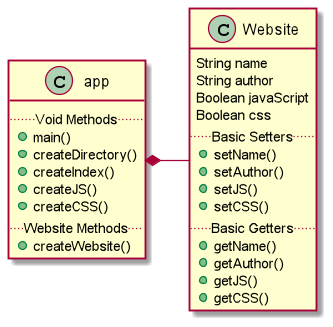 C app
Void Methods
main()
createDirectory()
createIndex()
createJS()
createCSS()
Website Methods
createWebsite()
C Website
String name
String author
Boolean javaScript
Boolean css
Basic Setters
setName()
setAuthor()
setJS()
setCSS()
Basic Getters
getName()
getAuthor()
getJS()
getCSS()